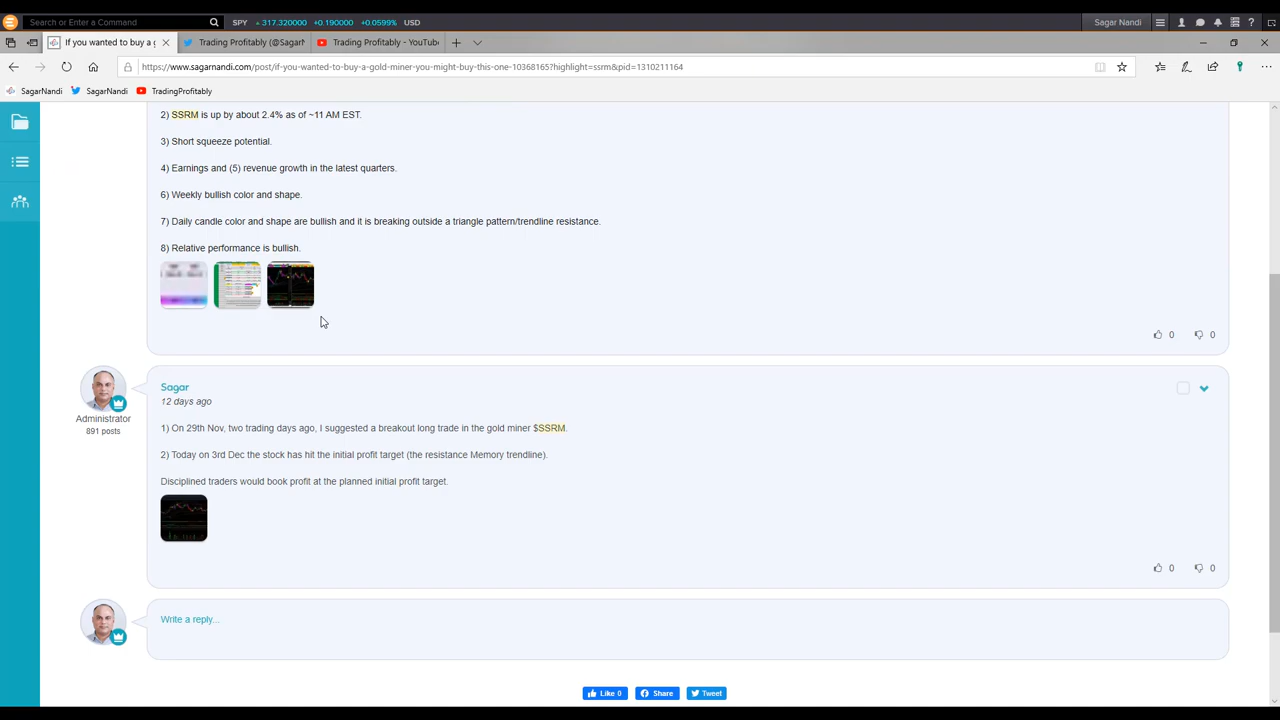 Search or Enter a Command
SPY 317.320000 +0.190000 +0.0599% USD
Sagar Nandi
If you wanted to buy a g
Trading Profitably (@SagarN
Trading Profitably - YouTub
https://www.sagarnandi.com/post/if-you-wanted-to-buy-a-gold-miner-you-might-buy-this-one-10368165?highlight=ssrm&pid=1310211164
SagarNandi
SagarNandi
TradingProfitably
2) SSRM is up by about 2.4% as of ~11 AM EST.
3) Short squeeze potential.
4) Earnings and (5) revenue growth in the latest quarters.
6) Weekly bullish color and shape.
7) Daily candle color and shape are bullish and it is breaking outside a triangle pattern/trendline resistance.
8) Relative performance is bullish.
0 0
Sagar
12 days ago
Administrator
891 posts
1) On 29th Nov, two trading days ago, I suggested a breakout long trade in the gold miner $SSRM.
2) Today on 3rd Dec the stock has hit the initial profit target (the resistance Memory trendline).
Disciplined traders would book profit at the planned initial profit target.
0 0
Write a reply...
Like 0
Share
Tweet